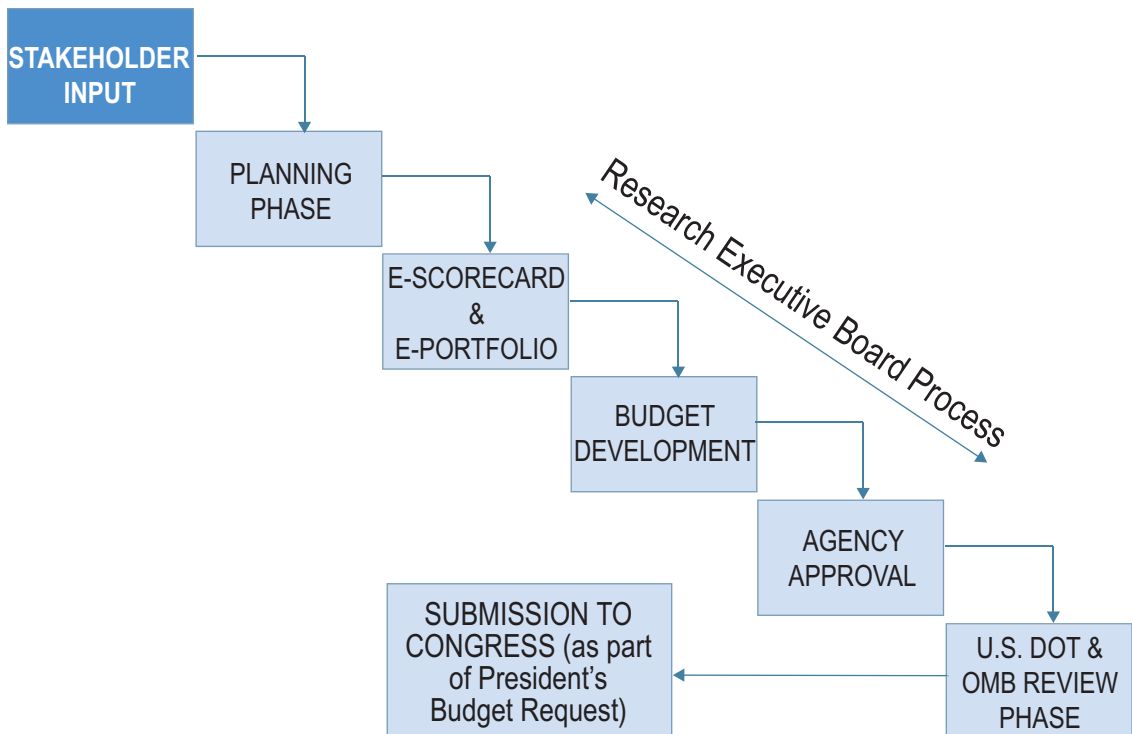 STAKEHOLDER
INPUT
PLANNING
PHASE
E-SCORECARD
&
E-PORTFOLIO
Research Executive Board Process
BUDGET
DEVELOPMENT
AGENCY
APPROVAL
SUBMISSION TO
CONGRESS (as part
of President’s
Budget Request)
U.S. DOT &
OMB REVIEW
PHASE